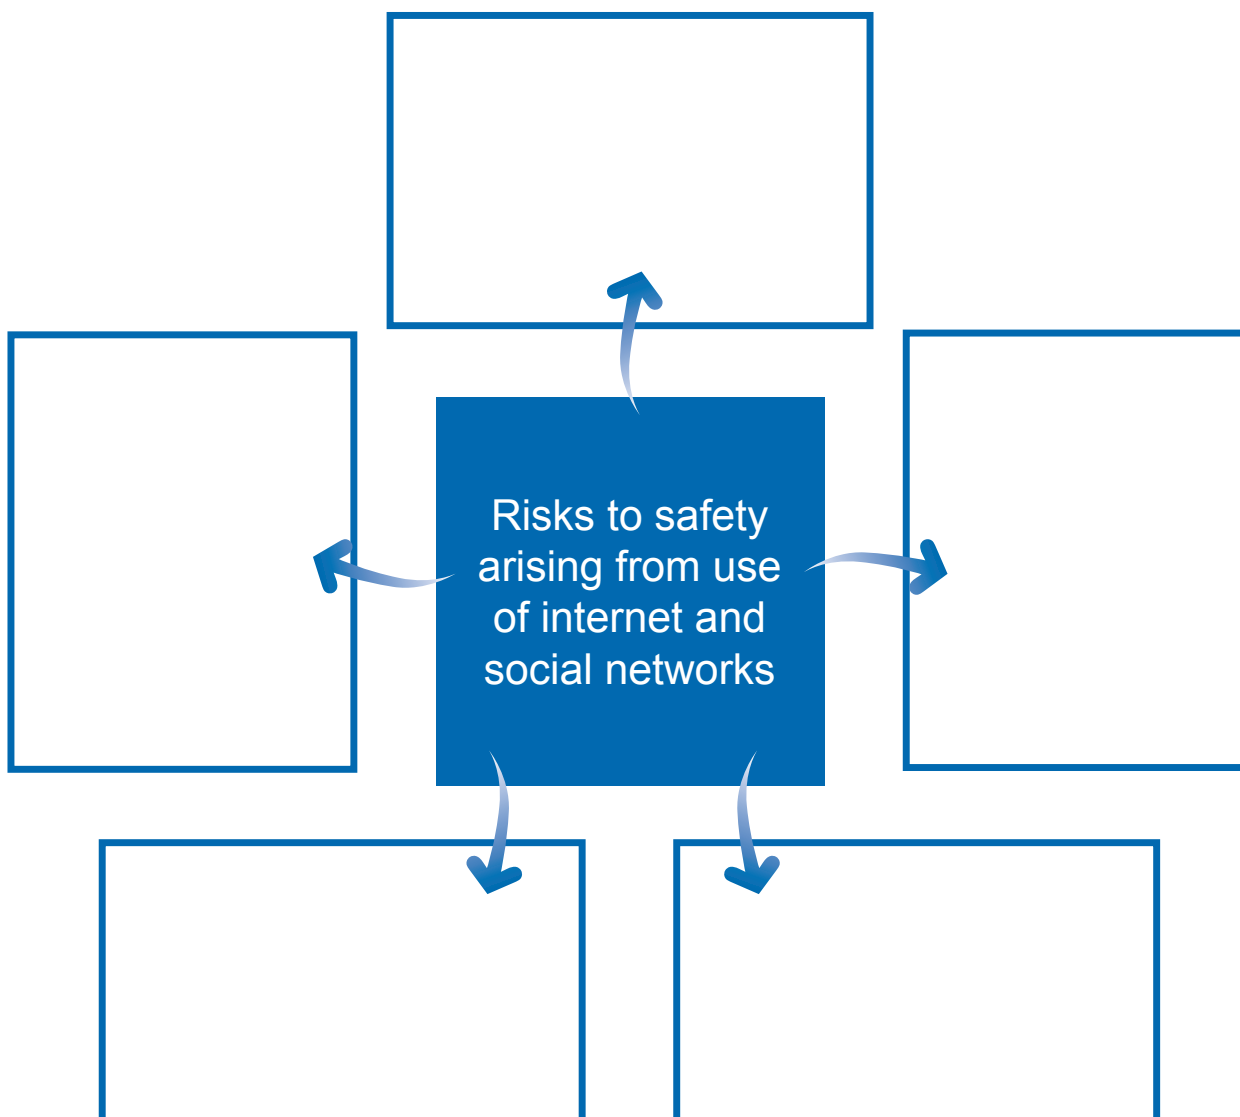 Risks to safety
arising from use
of internet and
social networks